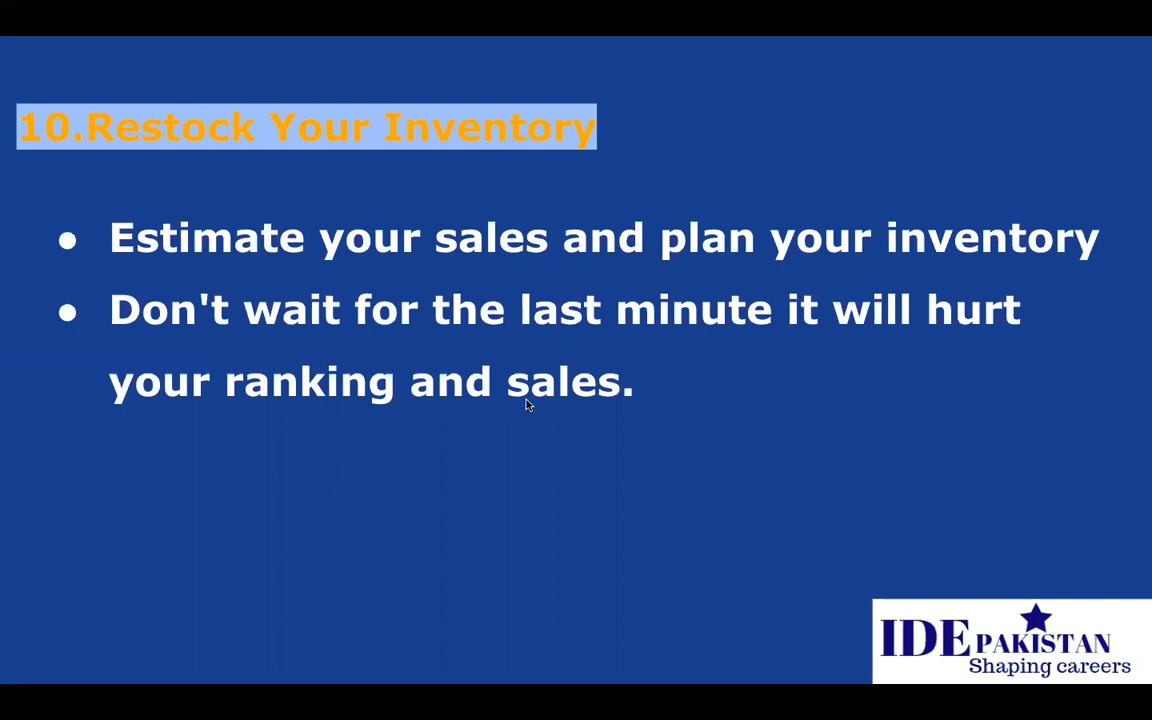 10.Restock Your Inventory
● Estimate your sales and plan your inventory
● Don't wait for the last minute it will hurt
your ranking and sales.
IDE PAKISTAN
Shaping careers